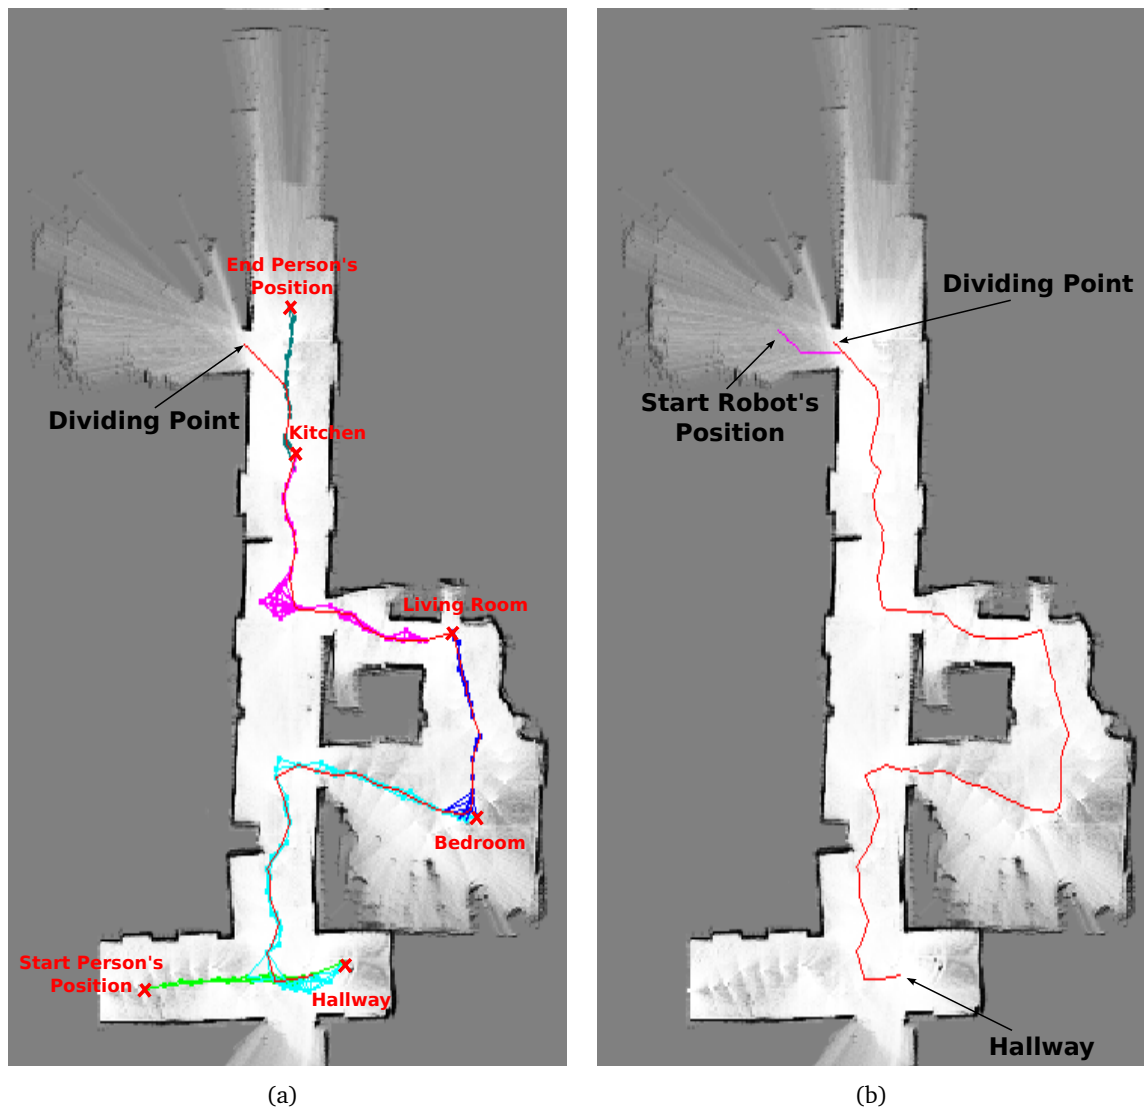 End Person's
Position
Dividing Point
Kitchen
Living Room
Bedroom
Start Person's
Position
Hallway
(a)
Dividing Point
Start Robot's
Position
Hallway
(b)